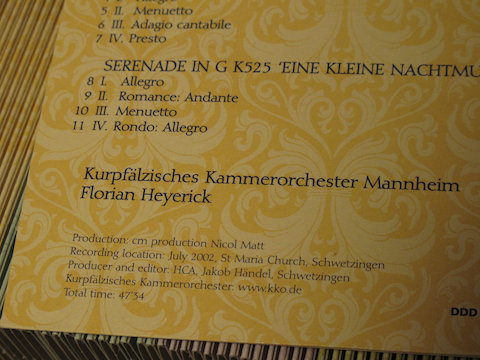 5 II. Menuetto
6 III. Adagio cantabile
7 IV. Presto
SERENADE IN G K525 'EINE KLEINE NACHTMU
8 I. Allegro
9 II. Romance: Andante
10 III. Menuetto
11 IV. Rondo: Allegro
Kurpfälzisches Kammerorchester Mannheim
Florian Heyerick
Production: cm production Nicol Matt
Recording location: July 2002, St Maria Church, Schwetzingen
Producer and editor: HCA, Jakob Händel, Schwetzingen
Kurpfälzisches Kammerorchester: www.kko.de
Total time: 47'34
DDD